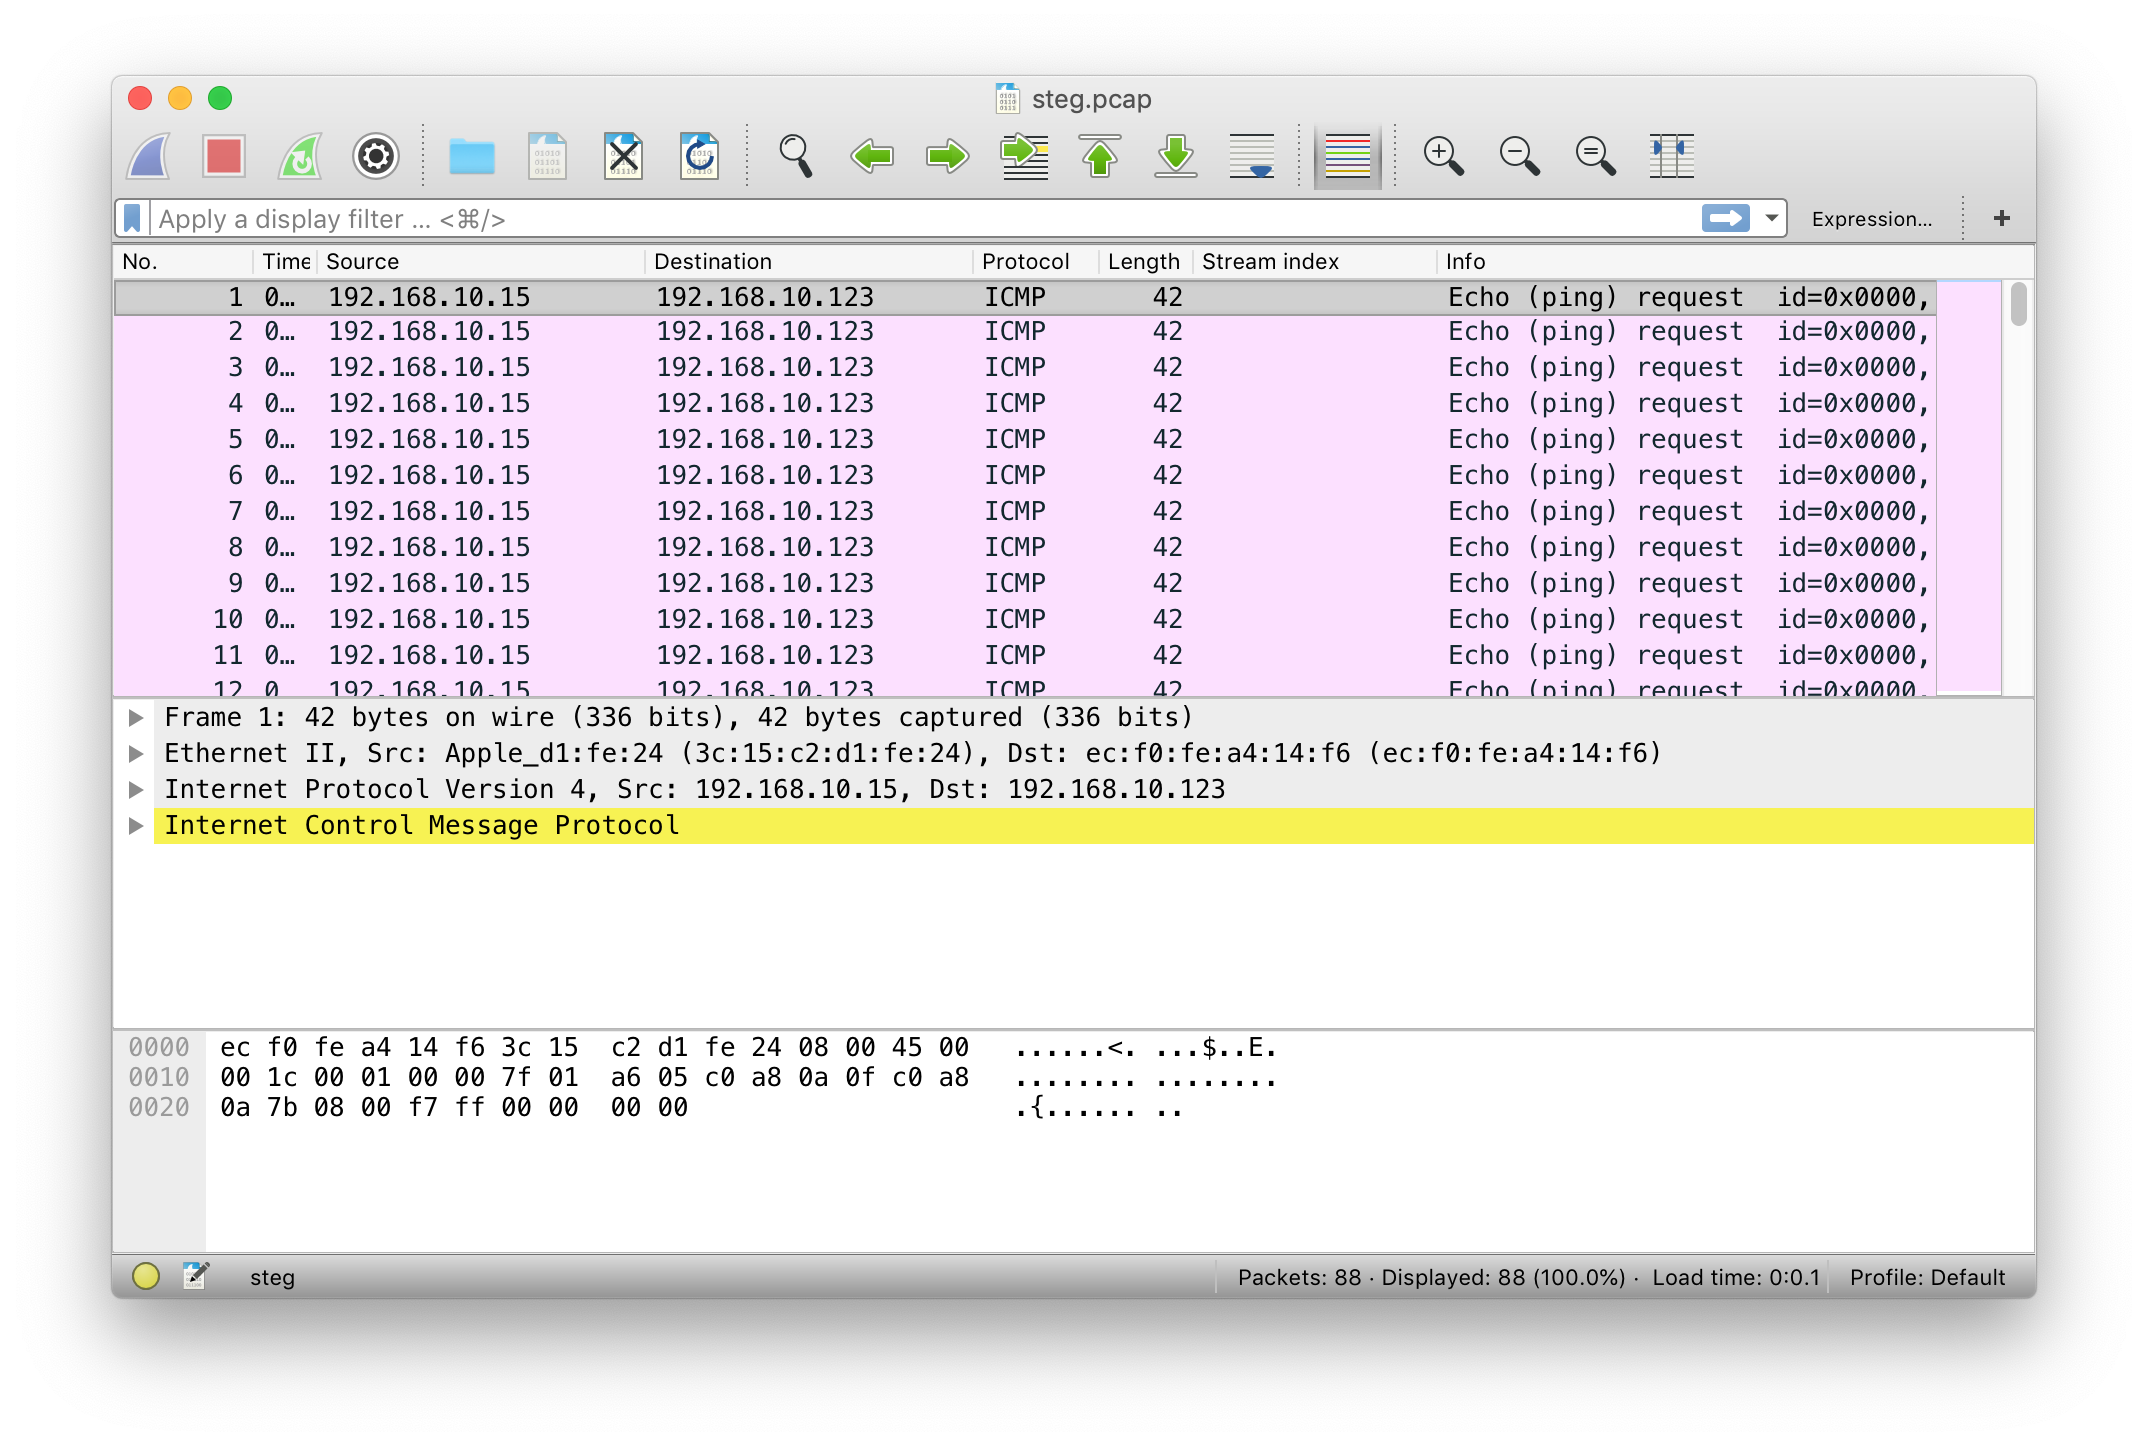 steg.pcap
Apply a display filter ... <⌘/>
Expression...
+
No. Time Source Destination Protocol Length Stream index Info
1 0… 192.168.10.15 192.168.10.123 ICMP 42 Echo (ping) request id=0x0000,
2 0… 192.168.10.15 192.168.10.123 ICMP 42 Echo (ping) request id=0x0000,
3 0… 192.168.10.15 192.168.10.123 ICMP 42 Echo (ping) request id=0x0000,
4 0… 192.168.10.15 192.168.10.123 ICMP 42 Echo (ping) request id=0x0000,
5 0… 192.168.10.15 192.168.10.123 ICMP 42 Echo (ping) request id=0x0000,
6 0… 192.168.10.15 192.168.10.123 ICMP 42 Echo (ping) request id=0x0000,
7 0… 192.168.10.15 192.168.10.123 ICMP 42 Echo (ping) request id=0x0000,
8 0… 192.168.10.15 192.168.10.123 ICMP 42 Echo (ping) request id=0x0000,
9 0… 192.168.10.15 192.168.10.123 ICMP 42 Echo (ping) request id=0x0000,
10 0… 192.168.10.15 192.168.10.123 ICMP 42 Echo (ping) request id=0x0000,
11 0… 192.168.10.15 192.168.10.123 ICMP 42 Echo (ping) request id=0x0000,
12 0 192.168.10.15 192.168.10.123 ICMP 42 Echo (ping) request id=0x0000,
Frame 1: 42 bytes on wire (336 bits), 42 bytes captured (336 bits)
Ethernet II, Src: Apple_d1:fe:24 (3c:15:c2:d1:fe:24), Dst: ec:f0:fe:a4:14:f6 (ec:f0:fe:a4:14:f6)
Internet Protocol Version 4, Src: 192.168.10.15, Dst: 192.168.10.123
Internet Control Message Protocol
0000 ec f0 fe a4 14 f6 3c 15 c2 d1 fe 24 08 00 45 00 ......<. ...$..E.
0010 00 1c 00 01 00 00 7f 01 a6 05 c0 a8 0a 0f c0 a8 ........ ........
0020 0a 7b 08 00 f7 ff 00 00 00 00 .{...... ..
steg
Packets: 88 · Displayed: 88 (100.0%) · Load time: 0:0.1
Profile: Default